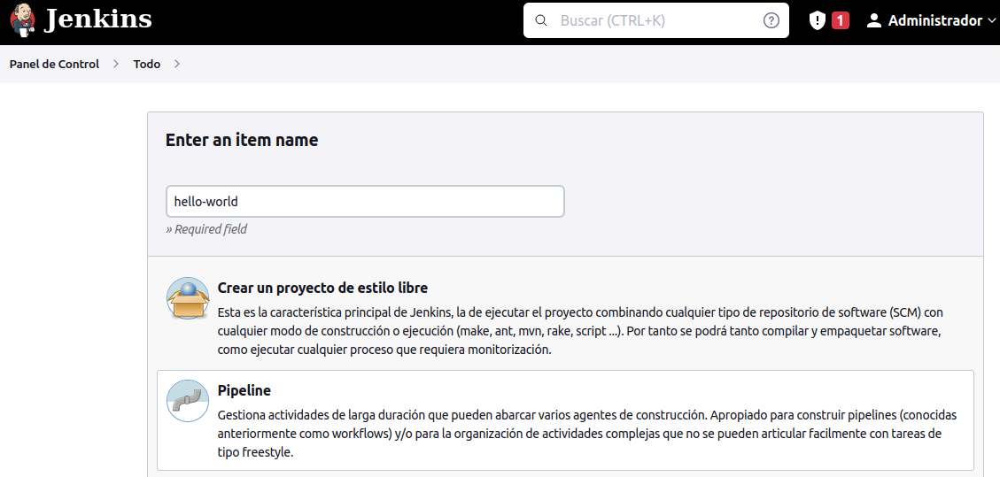 Jenkins
Buscar (CTRL+K)
?
1
Administrador
Panel de Control
Todo
Enter an item name
hello-world
» Required field
Crear un proyecto de estilo libre
Esta es la característica principal de Jenkins, la de ejecutar el proyecto combinando cualquier tipo de repositorio de software (SCM) con
cualquier modo de construcción o ejecución (make, ant, mvn, rake, script ...). Por tanto se podrá tanto compilar y empaquetar software,
como ejecutar cualquier proceso que requiera monitorización.
Pipeline
Gestiona actividades de larga duración que pueden abarcar varios agentes de construcción. Apropiado para construir pipelines (conocidas
anteriormente como workflows) y/o para la organización de actividades complejas que no se pueden articular facilmente con tareas de
tipo freestyle.